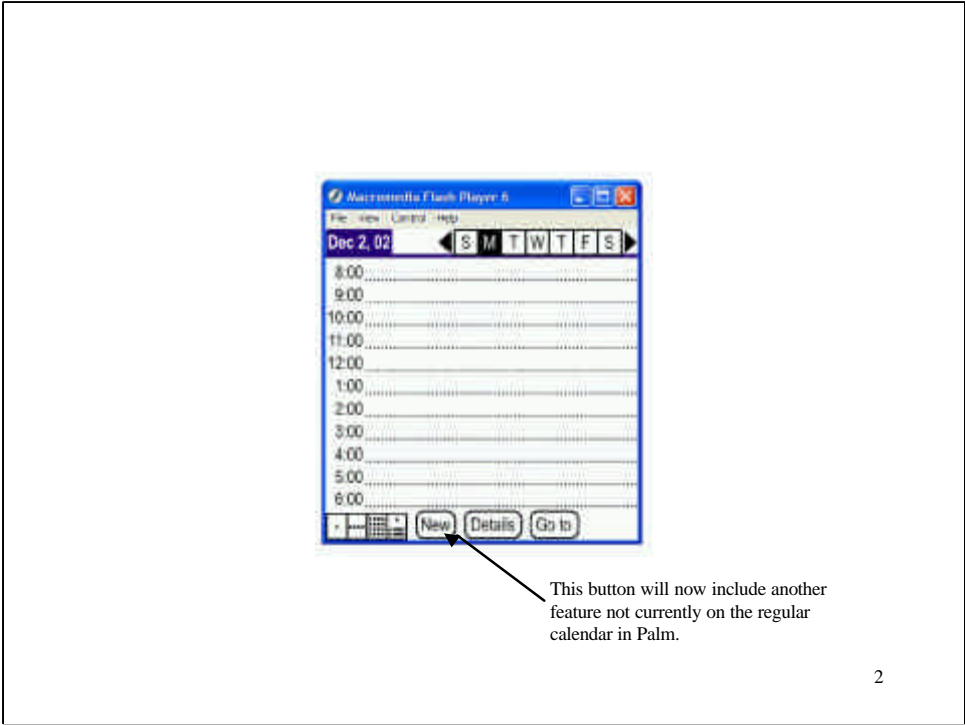 Macromedia Flash Player 6
File View Control Help
Dec 2, 02 S M T W T F S
8:00
9:00
10:00
11:00
12:00
1:00
2:00
3:00
4:00
5:00
6:00
New Details Go to
This button will now include another
feature not currently on the regular
calendar in Palm.
2